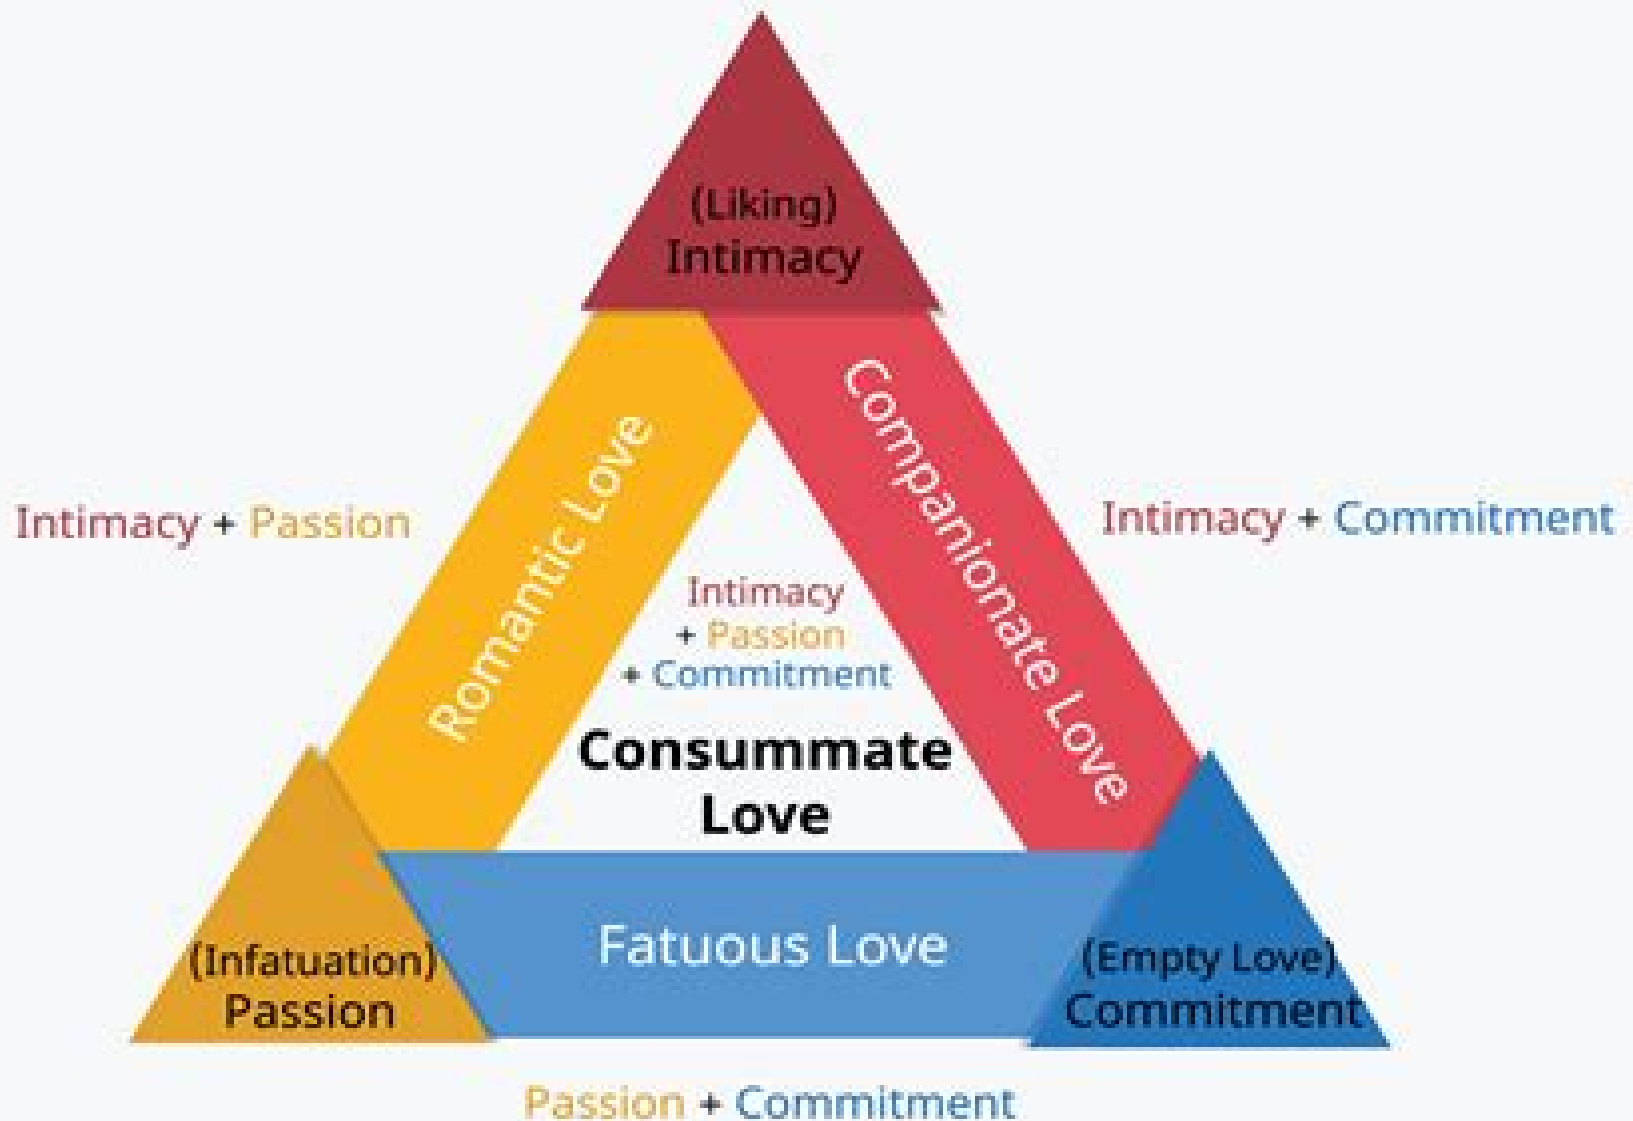 (Liking)
Intimacy
Romantic Love
Companionate Love
Intimacy + Passion
Intimacy + Commitment
Intimacy
+ Passion
+ Commitment
Consummate
Love
(Infatuation)
Passion
Fatuous Love
(Empty Love)
Commitment
Passion + Commitment